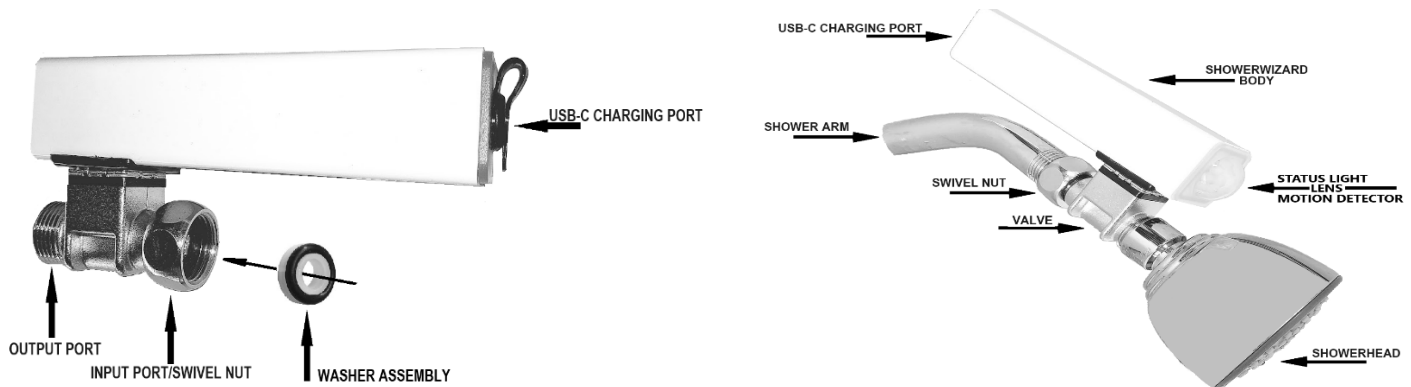 USB-C CHARGING PORT
OUTPUT PORT
INPUT PORT/SWIVEL NUT
WASHER ASSEMBLY
USB-C CHARGING PORT
SHOWERWIZARD
BODY
SHOWER ARM
SWIVEL NUT
STATUS LIGHT
LENS
MOTION DETECTOR
VALVE
SHOWERHEAD